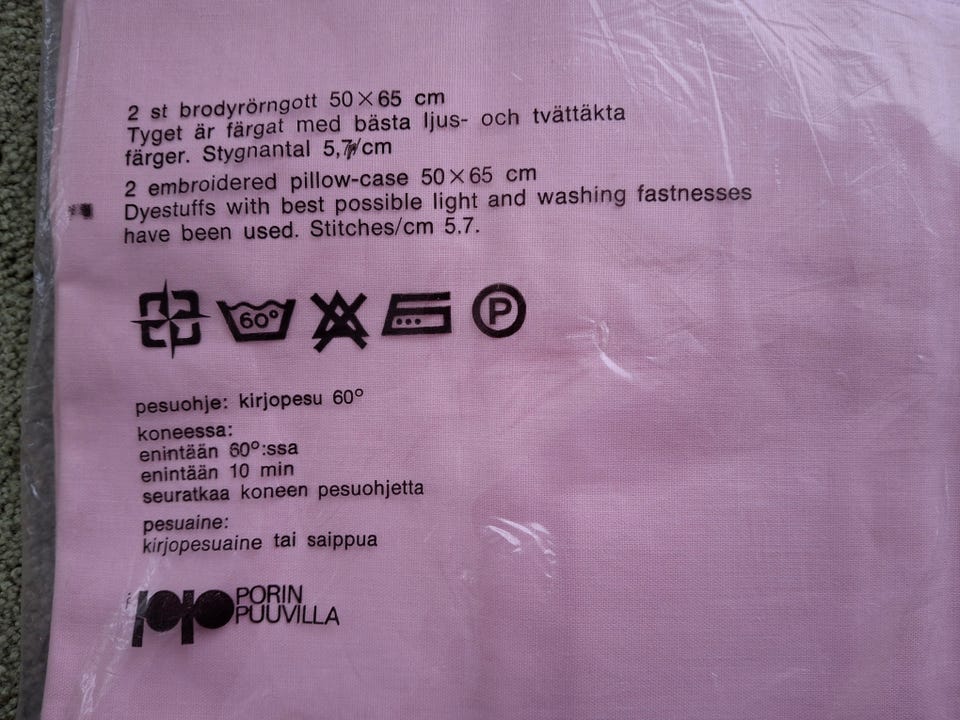 2 st brodyrörngott 50×65 cm
Tyget är färgat med bästa ljus- och tvättäkta
färger. Stygnantal 5,7/cm
2 embroidered pillow-case 50×65 cm
Dyestuffs with best possible light and washing fastnesses
have been used. Stitches/cm 5.7.
60° P
pesuohje: kirjopesu 60°
koneessa:
enintään 60°:ssa
enintään 10 min
seuratkaa koneen pesuohjetta
pesuaine:
kirjopesuaine tai saippua
PORIN
PUUVILLA